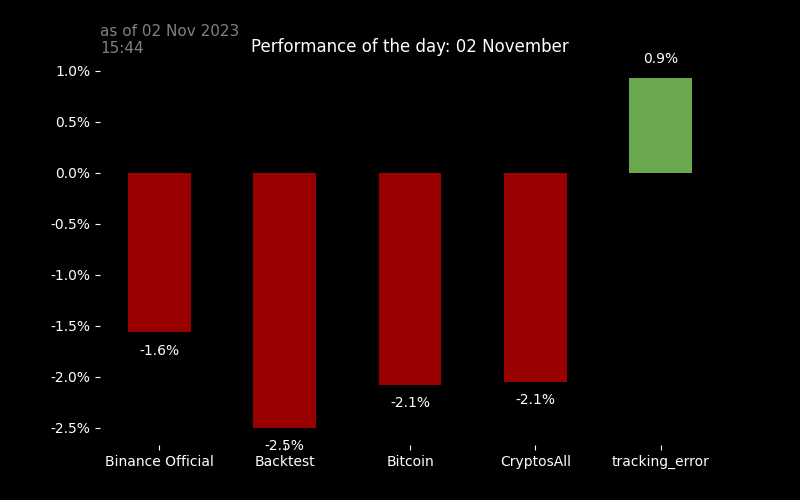 as of 02 Nov 2023
15:44
Performance of the day: 02 November
0.9%
1.0%
0.5%
0.0%
-0.5%
-1.0%
-1.5%
-2.0%
-2.5%
-1.6%
-2.5%
-2.1%
-2.1%
Binance Official
Backtest
Bitcoin
CryptosAll
tracking_error